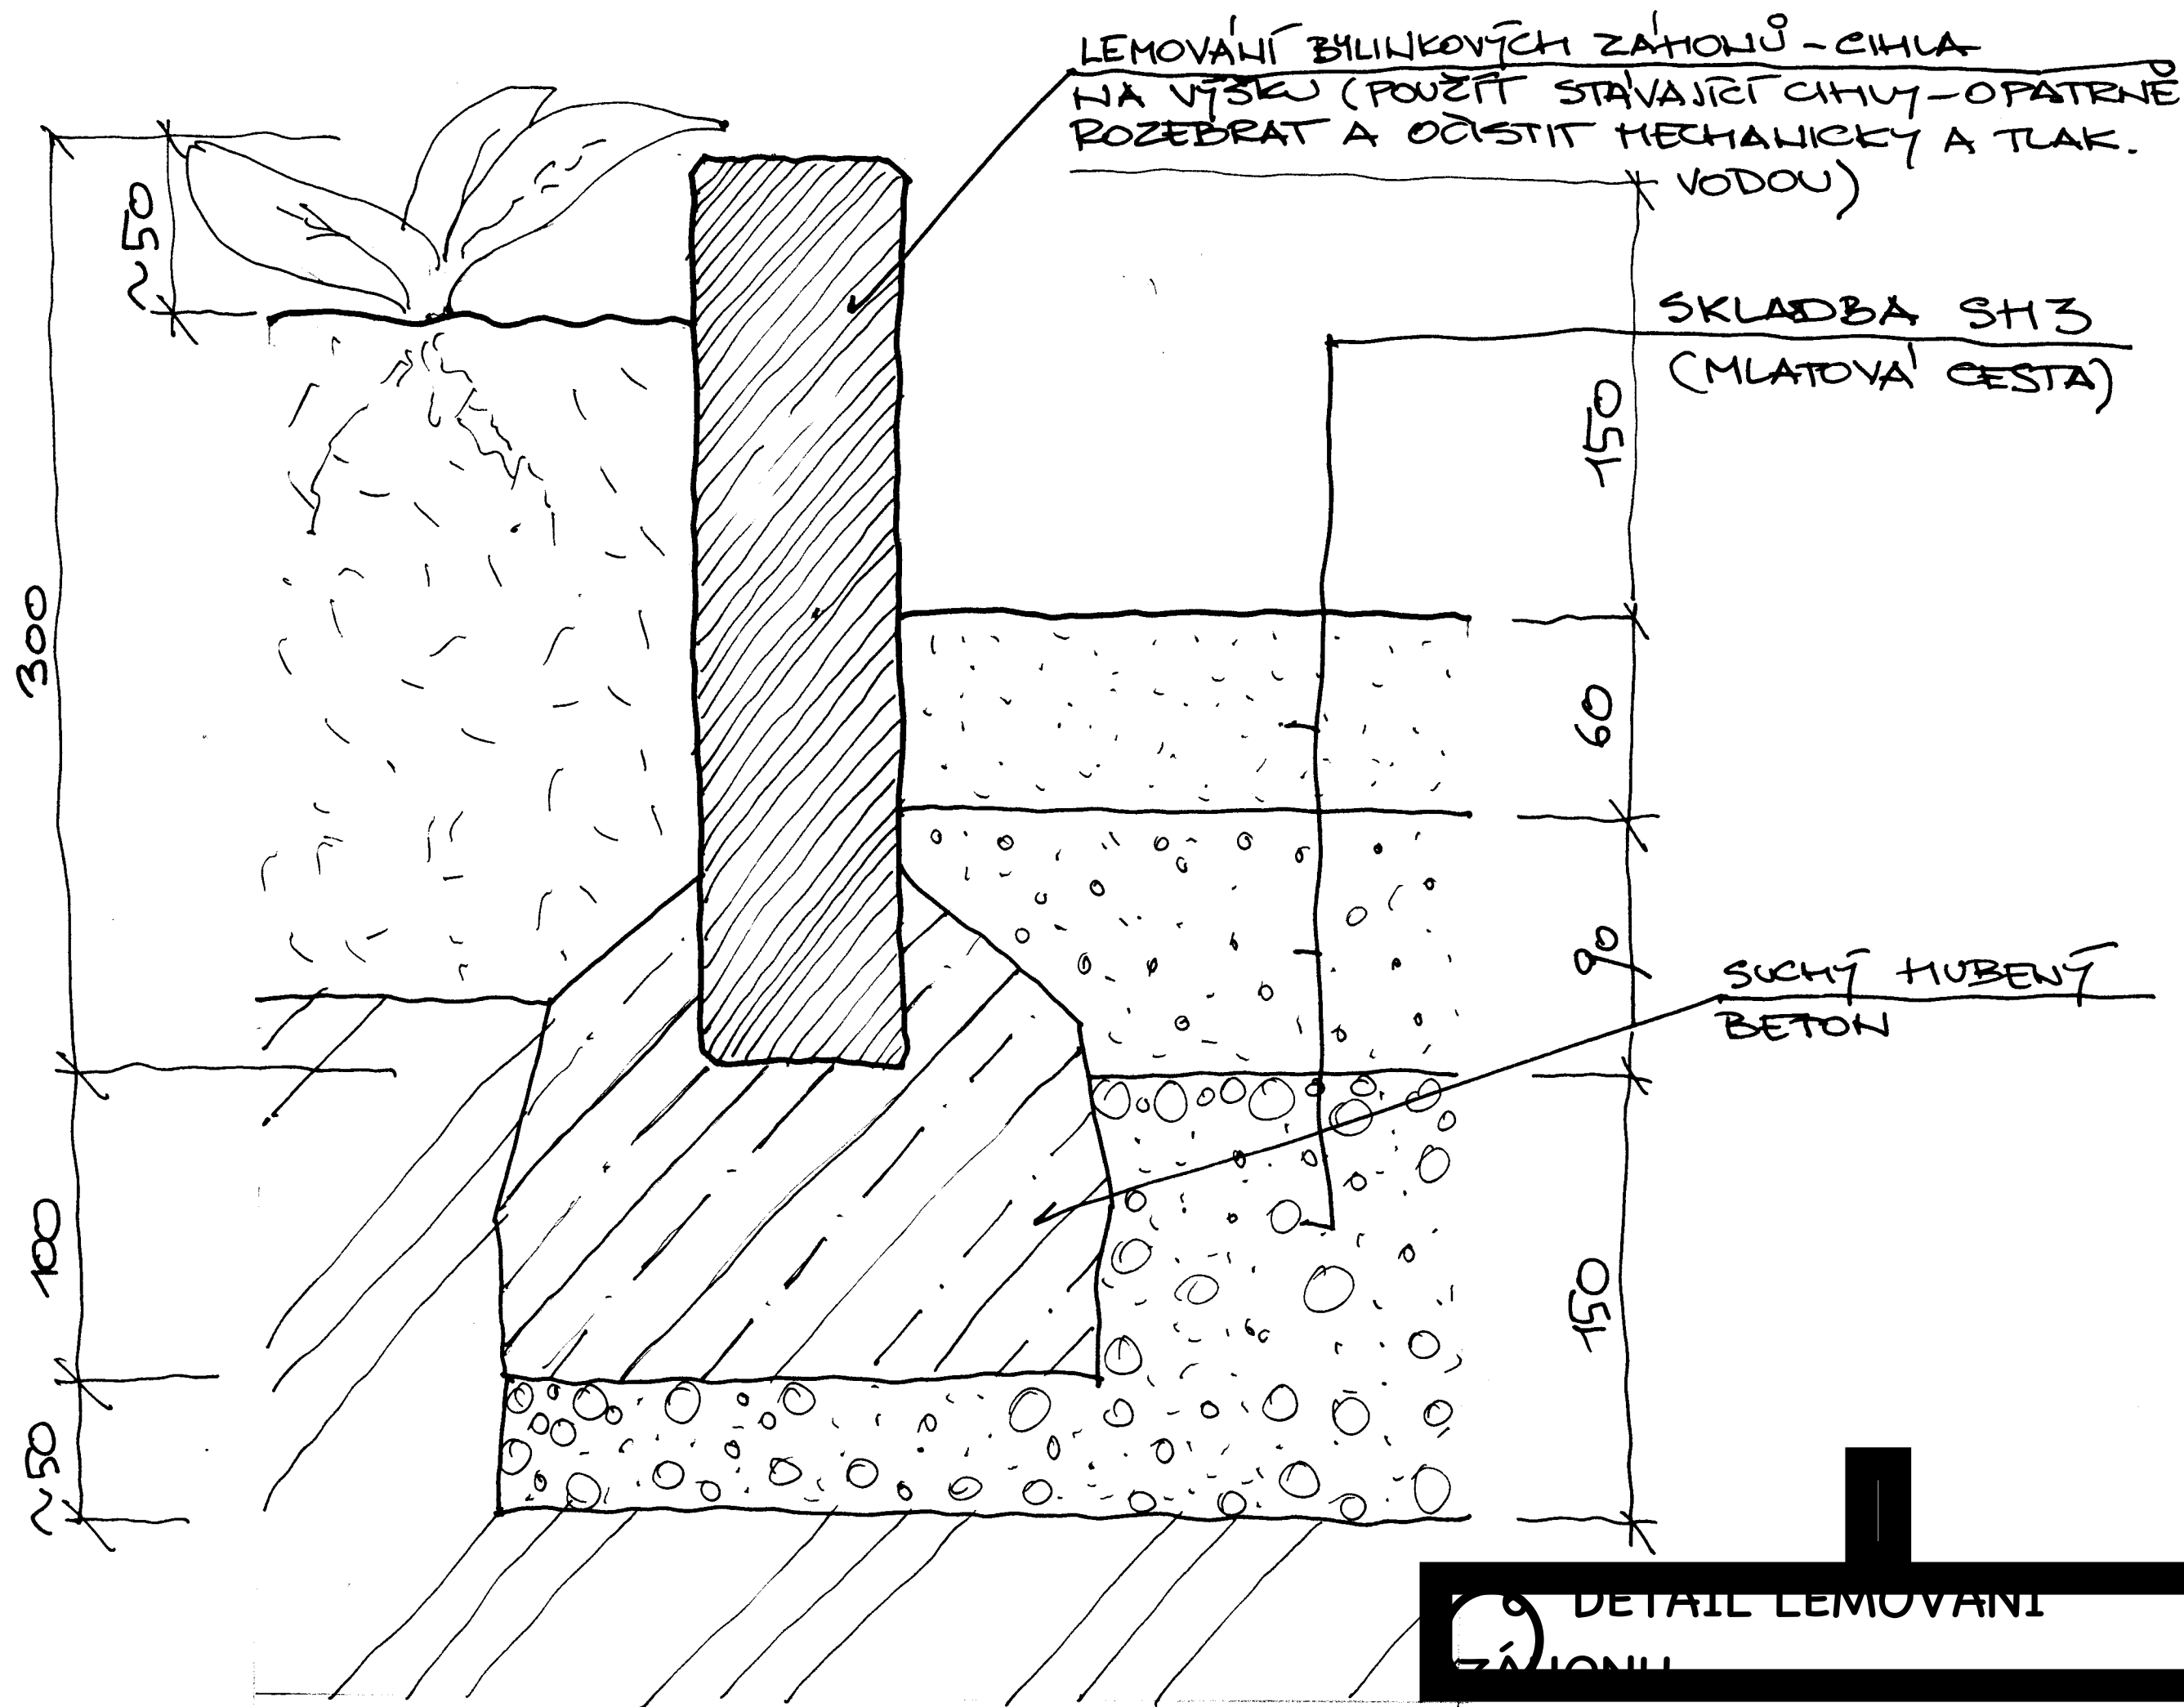 LEMOVÁNÍ BYLINKOVÝCH ZÁHONŮ - CIHLA
NA VÝŠKU (POUŽÍT STÁVAJÍCÍ CIHLY - OPATRNĚ
ROZEBRAT A OČISTIT MECHANICKY A TLAK.
VODOU)
~50
SKLADBA SH3
(MLATOVÁ CESTA)
150
300
60
90
SUCHÝ HUBENÝ
BETON
100
150
~50
DETAIL LEMOVÁNÍ
ZÁHONU